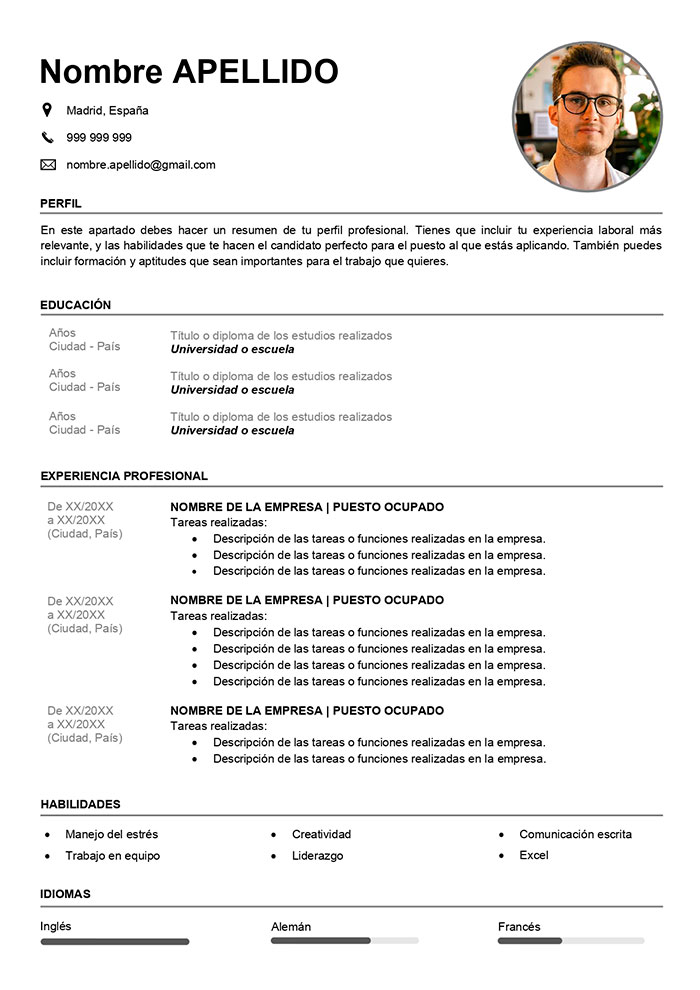 Nombre APELLIDO
Madrid, España
999 999 999
nombre.apellido@gmail.com
PERFIL
En este apartado debes hacer un resumen de tu perfil profesional. Tienes que incluir tu experiencia laboral más
relevante, y las habilidades que te hacen el candidato perfecto para el puesto al que estás aplicando. También puedes
incluir formación y aptitudes que sean importantes para el trabajo que quieres.
EDUCACIÓN
Años
Ciudad - País
Título o diploma de los estudios realizados
Universidad o escuela
Años
Ciudad - País
Título o diploma de los estudios realizados
Universidad o escuela
Años
Ciudad - País
Título o diploma de los estudios realizados
Universidad o escuela
EXPERIENCIA PROFESIONAL
De XX/20XX
a XX/20XX
(Ciudad, País)
NOMBRE DE LA EMPRESA | PUESTO OCUPADO
Tareas realizadas:
• Descripción de las tareas o funciones realizadas en la empresa.
• Descripción de las tareas o funciones realizadas en la empresa.
• Descripción de las tareas o funciones realizadas en la empresa.
De XX/20XX
a XX/20XX
(Ciudad, País)
NOMBRE DE LA EMPRESA | PUESTO OCUPADO
Tareas realizadas:
• Descripción de las tareas o funciones realizadas en la empresa.
• Descripción de las tareas o funciones realizadas en la empresa.
• Descripción de las tareas o funciones realizadas en la empresa.
• Descripción de las tareas o funciones realizadas en la empresa.
De XX/20XX
a XX/20XX
(Ciudad, País)
NOMBRE DE LA EMPRESA | PUESTO OCUPADO
Tareas realizadas:
• Descripción de las tareas o funciones realizadas en la empresa.
• Descripción de las tareas o funciones realizadas en la empresa.
HABILIDADES
• Manejo del estrés
• Trabajo en equipo
• Creatividad
• Liderazgo
• Comunicación escrita
• Excel
IDIOMAS
Inglés
Alemán
Francés